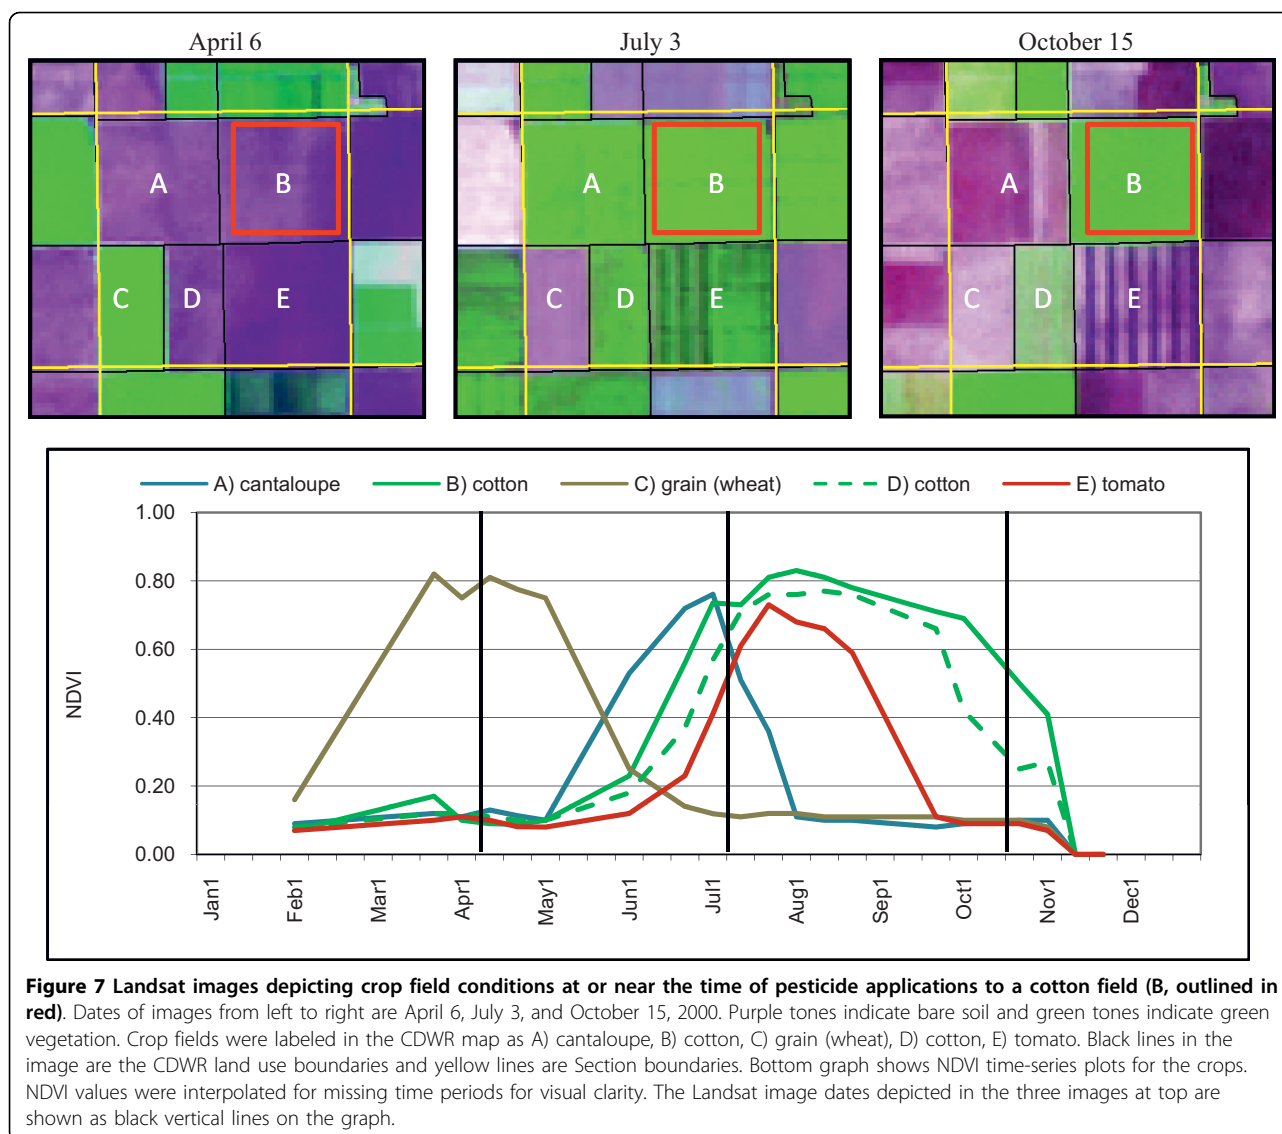 April 6
July 3
October 15
A
B
C
D
E
A
B
C
D
E
A
B
C
D
E
A) cantaloupe
B) cotton
C) grain (wheat)
D) cotton
E) tomato
1.00
0.80
0.60
0.40
0.20
0.00
NDVI
Jan1
Feb1
Mar1
Apr1
May1
Jun1
Jul1
Aug1
Sep1
Oct1
Nov1
Dec1
Figure 7 Landsat images depicting crop field conditions at or near the time of pesticide applications to a cotton field (B, outlined in
red). Dates of images from left to right are April 6, July 3, and October 15, 2000. Purple tones indicate bare soil and green tones indicate green
vegetation. Crop fields were labeled in the CDWR map as A) cantaloupe, B) cotton, C) grain (wheat), D) cotton, E) tomato. Black lines in the
image are the CDWR land use boundaries and yellow lines are Section boundaries. Bottom graph shows NDVI time-series plots for the crops.
NDVI values were interpolated for missing time periods for visual clarity. The Landsat image dates depicted in the three images at top are
shown as black vertical lines on the graph.